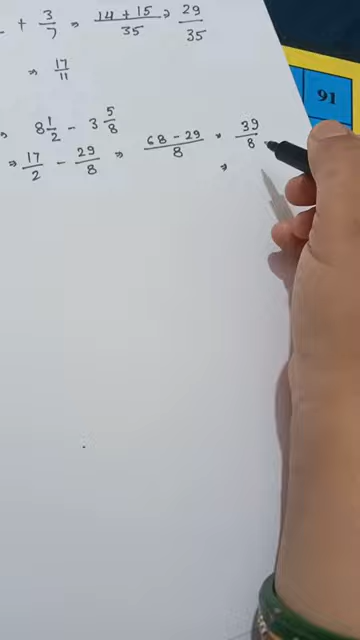 + 3/7 ⇒ (14 + 15)/35 ⇒ 29/35
⇒ 17/11
8 1/2 - 3 5/8
⇒ 17/2 - 29/8 ⇒ (68 - 29)/8 ⇒ 39/8
⇒
91